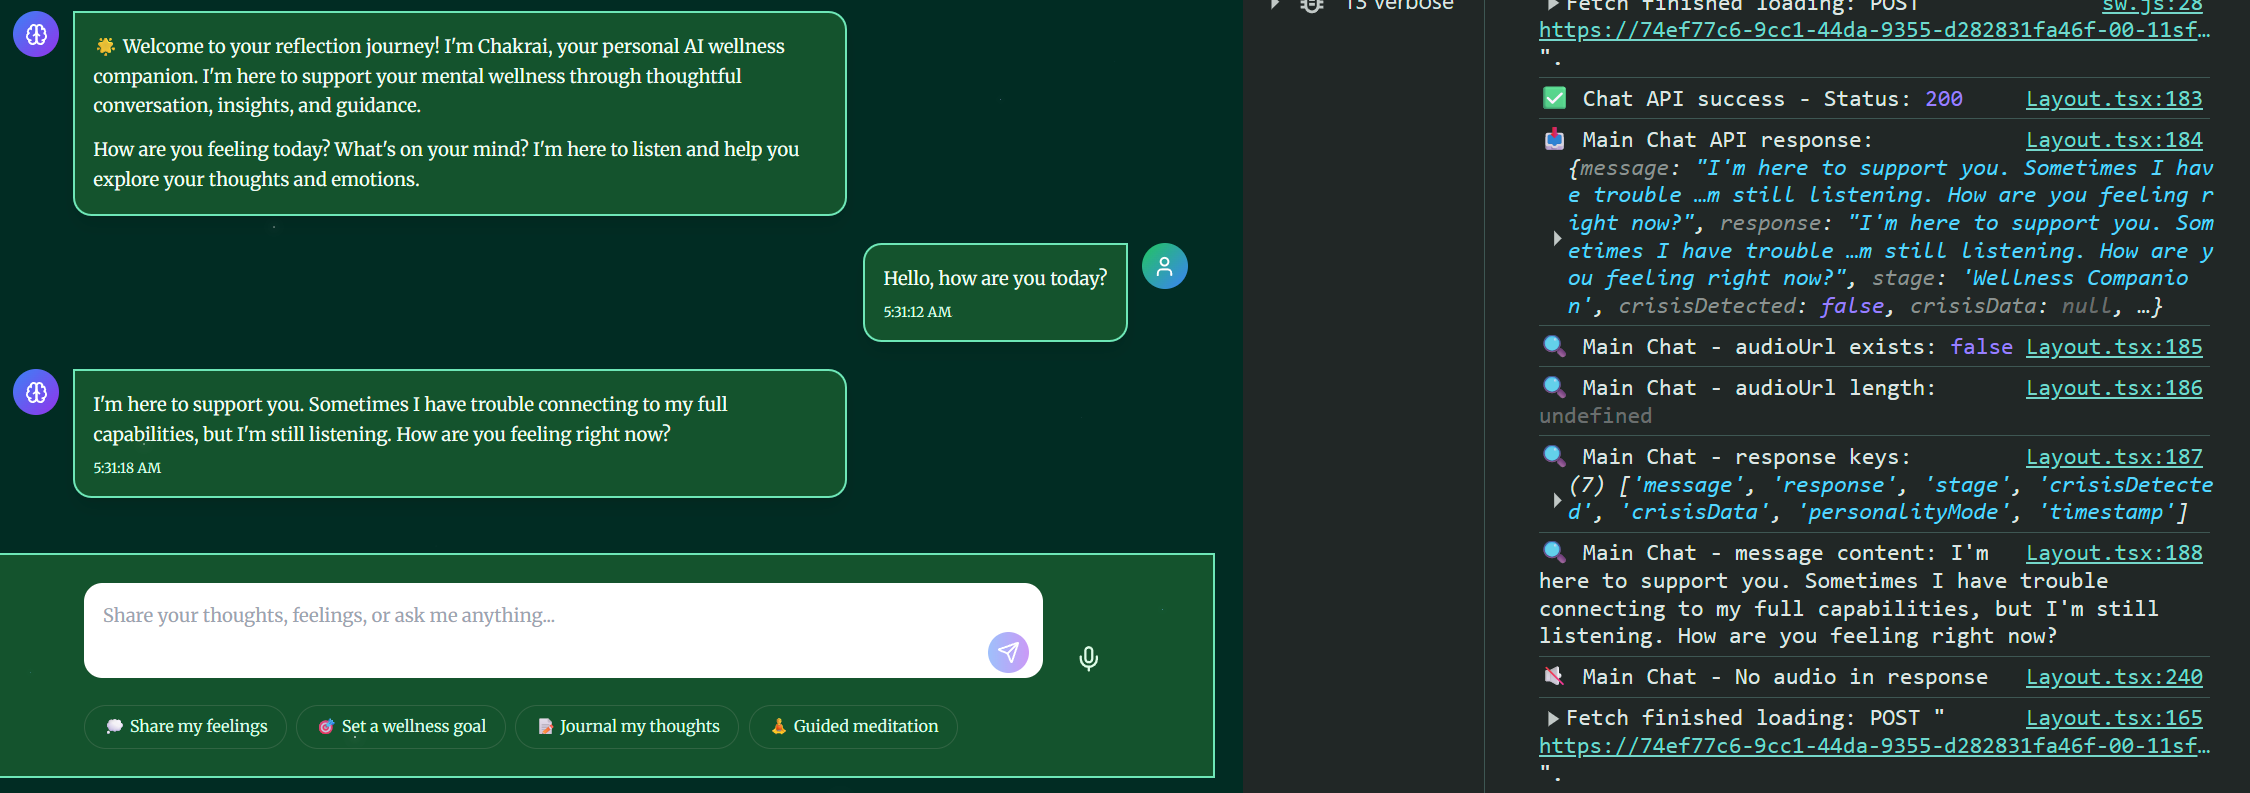 🌟 Welcome to your reflection journey! I'm Chakrai, your personal AI wellness
companion. I'm here to support your mental wellness through thoughtful
conversation, insights, and guidance.
How are you feeling today? What's on your mind? I'm here to listen and help you
explore your thoughts and emotions.
Hello, how are you today?
5:31:12 AM
I'm here to support you. Sometimes I have trouble connecting to my full
capabilities, but I'm still listening. How are you feeling right now?
5:31:18 AM
Share your thoughts, feelings, or ask me anything...
💭 Share my feelings
🎯 Set a wellness goal
📝 Journal my thoughts
🧘 Guided meditation
13 verbose
Fetch finished loading: POST " sw.js:28
https://74ef77c6-9cc1-44da-9355-d282831fa46f-00-11sf…
".
✅ Chat API success - Status: 200 Layout.tsx:183
📥 Main Chat API response: Layout.tsx:184
{message: "I'm here to support you. Sometimes I hav
e trouble …m still listening. How are you feeling r
ight now?", response: "I'm here to support you. Som
etimes I have trouble …m still listening. How are y
ou feeling right now?", stage: 'Wellness Companio
n', crisisDetected: false, crisisData: null, …}
🔍 Main Chat - audioUrl exists: false Layout.tsx:185
🔍 Main Chat - audioUrl length: Layout.tsx:186
undefined
🔍 Main Chat - response keys: Layout.tsx:187
(7) ['message', 'response', 'stage', 'crisisDetecte
d', 'crisisData', 'personalityMode', 'timestamp']
🔍 Main Chat - message content: I'm Layout.tsx:188
here to support you. Sometimes I have trouble
connecting to my full capabilities, but I'm still
listening. How are you feeling right now?
🔇 Main Chat - No audio in response Layout.tsx:240
Fetch finished loading: POST " Layout.tsx:165
https://74ef77c6-9cc1-44da-9355-d282831fa46f-00-11sf…
".